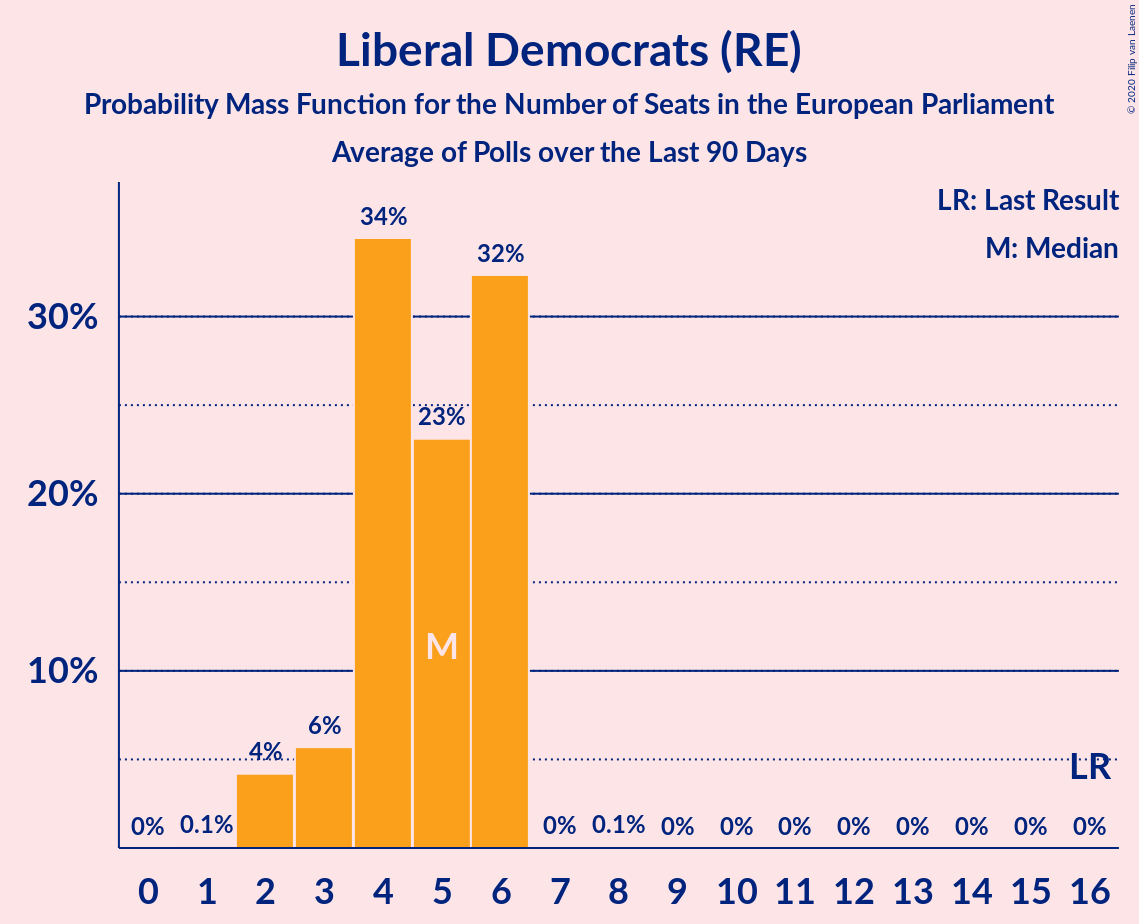 Liberal Democrats (RE)
Probability Mass Function for the Number of Seats in the European Parliament
Average of Polls over the Last 90 Days
© 2020 Filip van Laenen
LR: Last Result
M: Median
30%
20%
10%
0% 0.1% 4% 6% 34% 23% 32% 0% 0.1% 0% 0% 0% 0% 0% 0% 0% 0%
M
LR
0 1 2 3 4 5 6 7 8 9 10 11 12 13 14 15 16